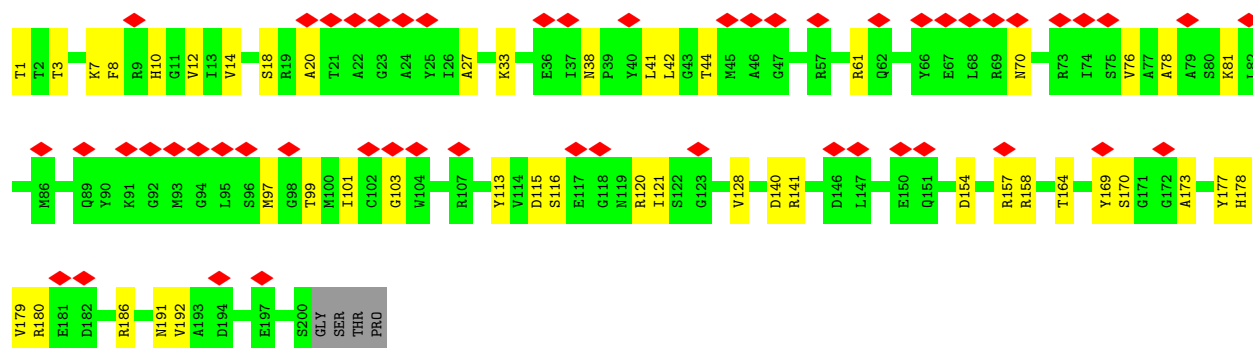 T1 T2 T3 K7 F8 R9 H10 G11 V12 I13 V14 S18 R19 A20 T21 A22 G23 A24 Y25 I26 A27 K33 E36 I37 N38 P39 Y40 L41 L42 G43 T44 M45 A46 G47 R57 R61 Q62 Y66 E67 L68 R69 N70 R73 I74 S75 V76 A77 A78 A79 S80 K81 L82
M86 Q89 Y90 K91 G92 M93 G94 L95 S96 M97 G98 T99 M100 I101 C102 G103 W104 R107 Y113 V114 D115 S116 E117 G118 N119 R120 I121 S122 G123 V128 D140 R141 D146 L147 E150 Q151 D154 R157 R158 T164 Y169 S170 G171 G172 A173 Y177 H178
V179 R180 E181 D182 R186 N191 V192 A193 D194 E197 S200 GLY SER THR PRO